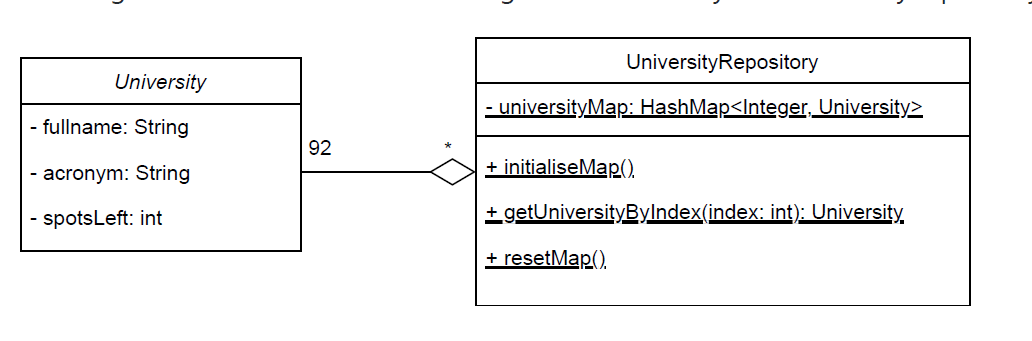 University
- fullname: String
- acronym: String
- spotsLeft: int
92
*
UniversityRepository
- universityMap: HashMap<Integer, University>
+ initialiseMap()
+ getUniversityByIndex(index: int): University
+ resetMap()